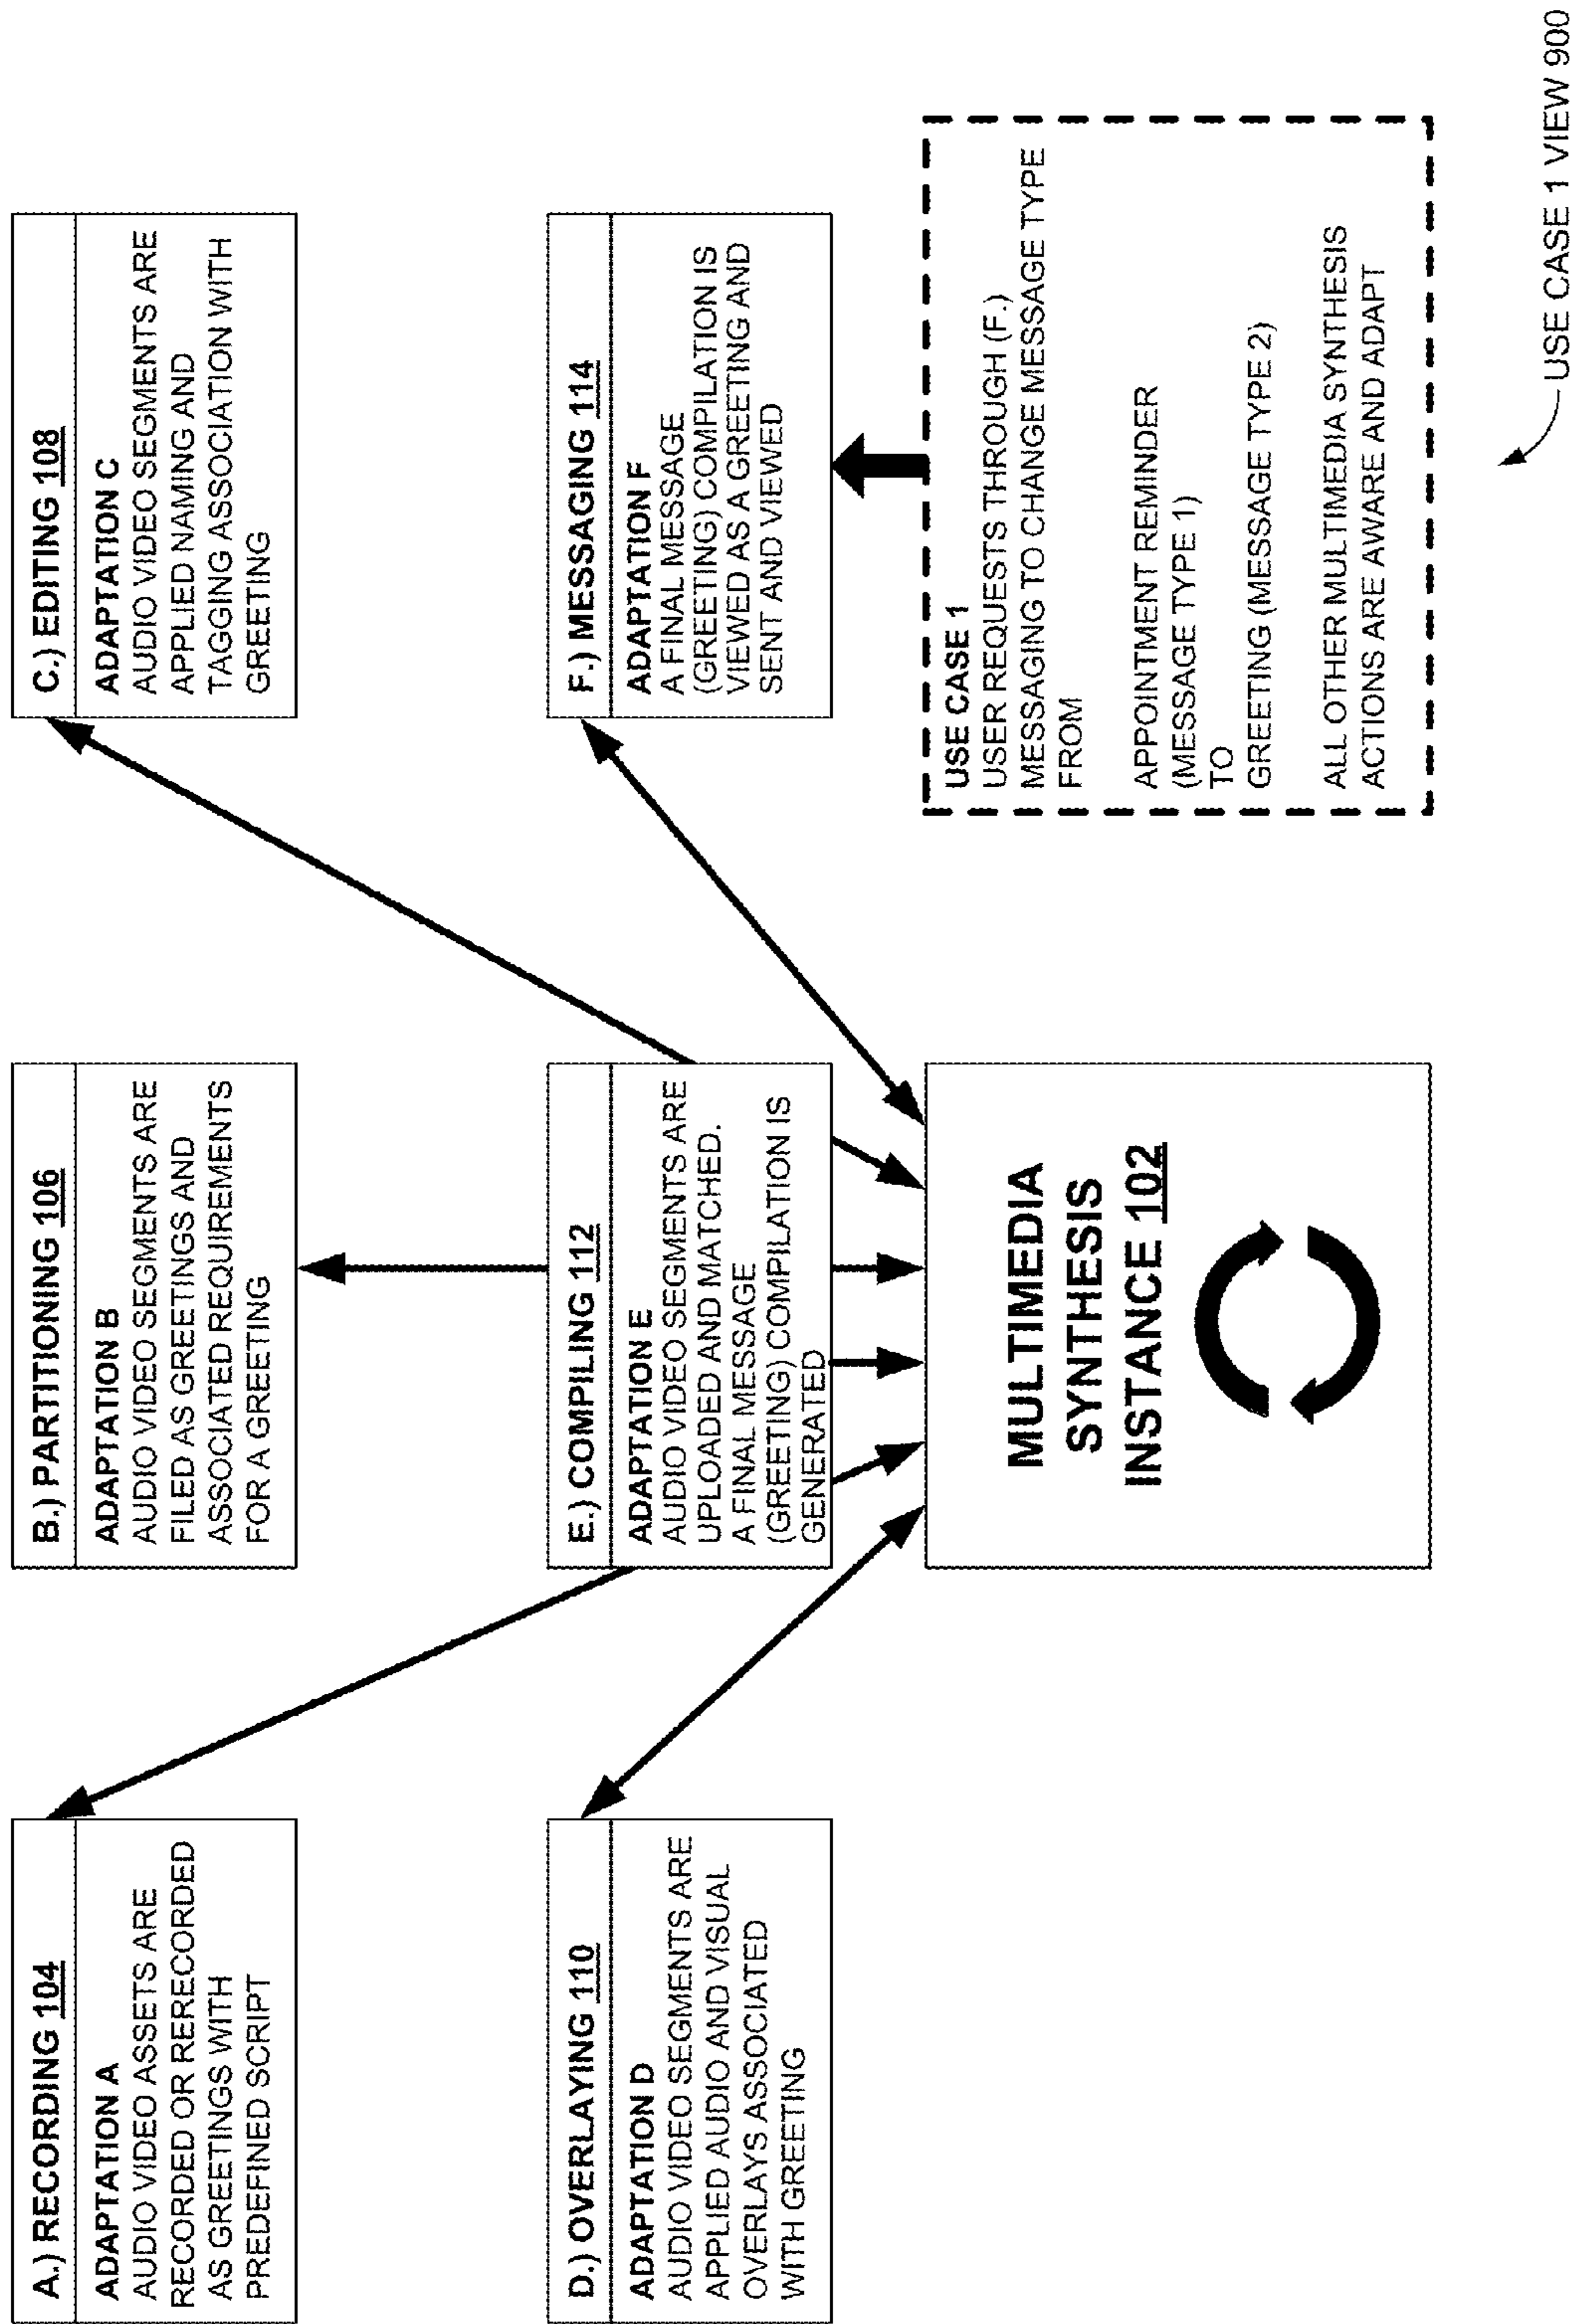 A.) RECORDING 104
ADAPTATION A
AUDIO VIDEO ASSETS ARE
RECORDED OR RERECORDED
AS GREETINGS WITH
PREDEFINED SCRIPT
B.) PARTITIONING 106
ADAPTATION B
AUDIO VIDEO SEGMENTS ARE
FILED AS GREETINGS AND
ASSOCIATED REQUIREMENTS
FOR A GREETING
C.) EDITING 108
ADAPTATION C
AUDIO VIDEO SEGMENTS ARE
APPLIED NAMING AND
TAGGING ASSOCIATION WITH
GREETING
D.) OVERLAYING 110
ADAPTATION D
AUDIO VIDEO SEGMENTS ARE
APPLIED AUDIO AND VISUAL
OVERLAYS ASSOCIATED
WITH GREETING
E.) COMPILING 112
ADAPTATION E
AUDIO VIDEO SEGMENTS ARE
UPLOADED AND MATCHED.
A FINAL MESSAGE
(GREETING) COMPILATION IS
GENERATED
F.) MESSAGING 114
ADAPTATION F
A FINAL MESSAGE
(GREETING) COMPILATION IS
VIEWED AS A GREETING AND
SENT AND VIEWED
MULTIMEDIA
SYNTHESIS
INSTANCE 102
USE CASE 1
USER REQUESTS THROUGH (F.)
MESSAGING TO CHANGE MESSAGE TYPE
FROM
APPOINTMENT REMINDER
(MESSAGE TYPE 1)
TO
GREETING (MESSAGE TYPE 2)
ALL OTHER MULTIMEDIA SYNTHESIS
ACTIONS ARE AWARE AND ADAPT
USE CASE 1 VIEW 900